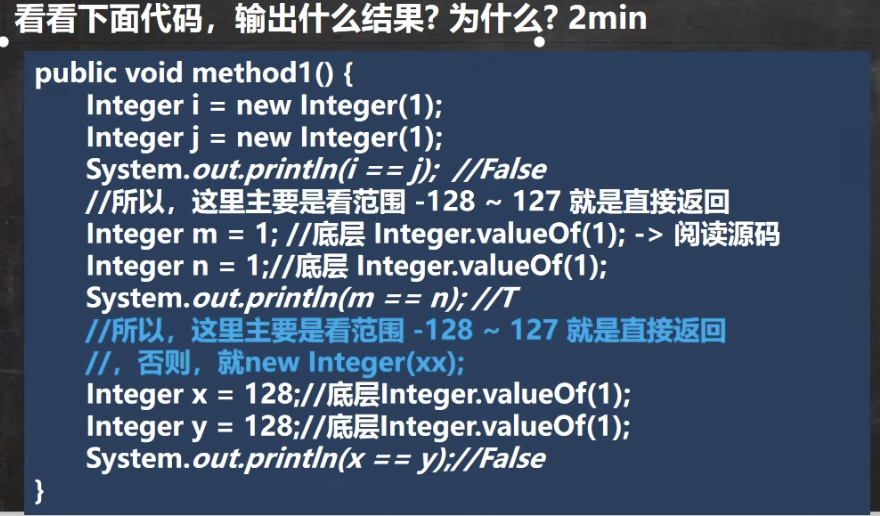 看看下面代码，输出什么结果? 为什么? 2min
public void method1() {
Integer i = new Integer(1);
Integer j = new Integer(1);
System.out.println(i == j); //False
//所以，这里主要是看范围 -128 ~ 127 就是直接返回
Integer m = 1; //底层 Integer.valueOf(1); -> 阅读源码
Integer n = 1;//底层 Integer.valueOf(1);
System.out.println(m == n); //T
//所以，这里主要是看范围 -128 ~ 127 就是直接返回
//，否则，就new Integer(xx);
Integer x = 128;//底层Integer.valueOf(1);
Integer y = 128;//底层Integer.valueOf(1);
System.out.println(x == y);//False
}